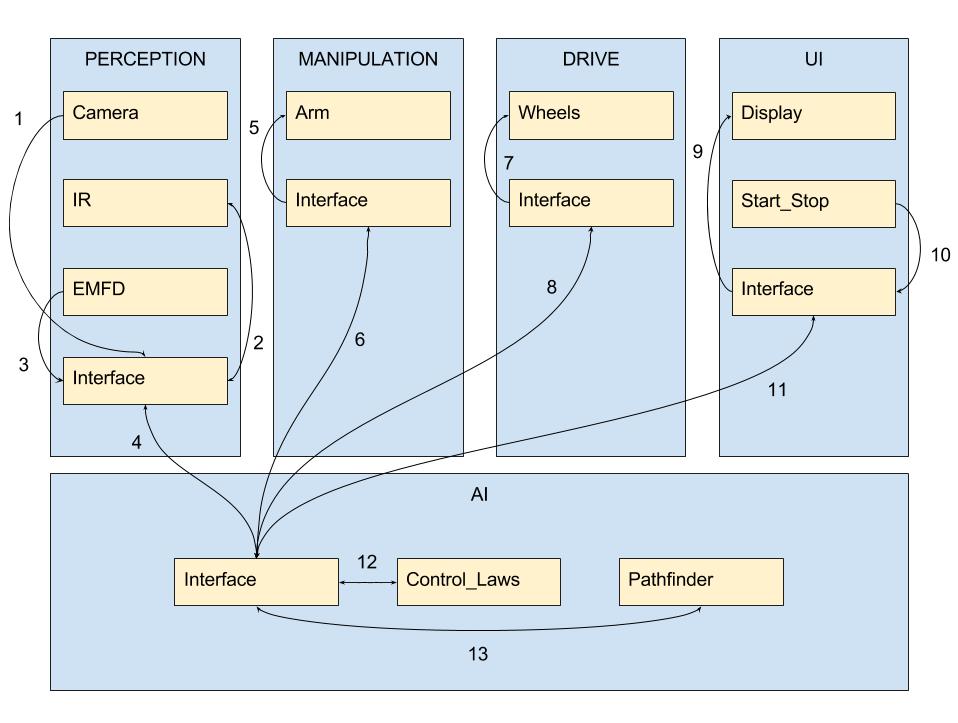 PERCEPTION
MANIPULATION
DRIVE
UI
1
Camera
5
Arm
Wheels
Display
9
7
IR
Interface
Interface
Start_Stop
10
EMFD
8
Interface
3
2
6
Interface
11
4
AI
12
Interface
Control_Laws
Pathfinder
13